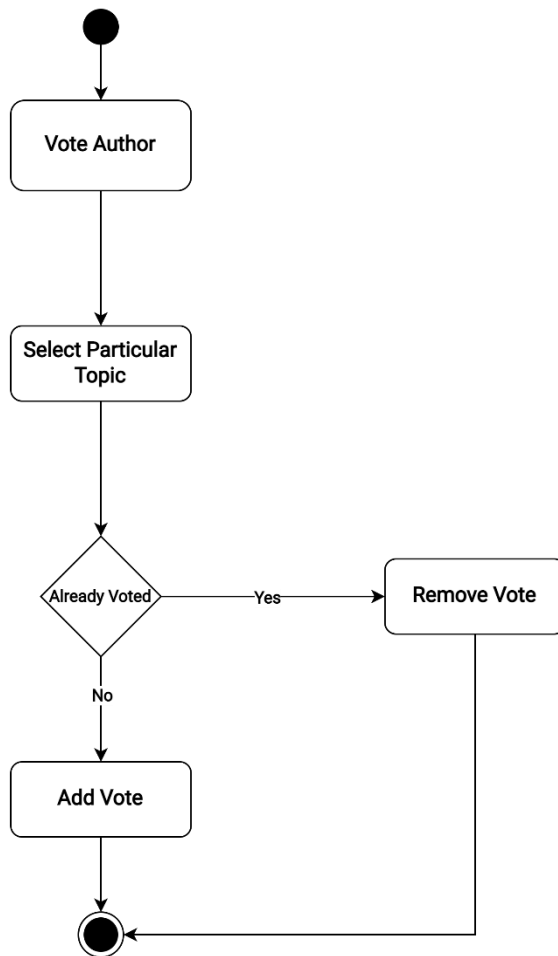 Vote Author
Select Particular
Topic
Already Voted
Yes
Remove Vote
No
Add Vote